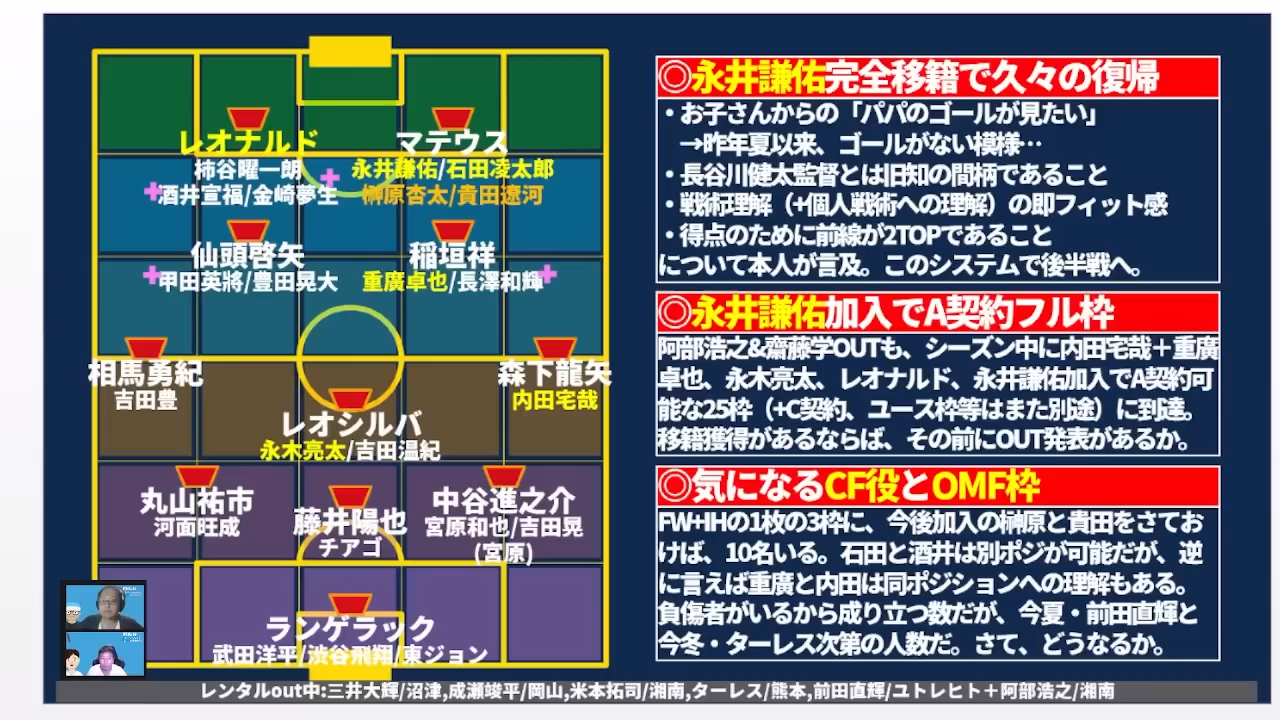 レオナルド
マテウス
柿谷曜一朗
永井謙佑/石田凌太郎
酒井宣福/金崎夢生
榊原杏太/貴田遼河
仙頭啓矢
稲垣祥
甲田英將/豊田晃大
重廣卓也/長澤和輝
相馬勇紀
森下龍矢
吉田豊
内田宅哉
レオシルバ
永木亮太/吉田温紀
丸山祐市
藤井陽也
中谷進之介
河面旺成
チアゴ
宮原和也/吉田晃
(宮原)
ランゲラック
武田洋平/渋谷飛翔/東ジョン
◎永井謙佑完全移籍で久々の復帰
・お子さんからの「パパのゴールが見たい」
→昨年夏以来、ゴールがない模様…
・長谷川健太監督とは旧知の間柄であること
・戦術理解（+個人戦術への理解）の即フィット感
・得点のために前線が2TOPであること
について本人が言及。このシステムで後半戦へ。
◎永井謙佑加入でA契約フル枠
阿部浩之&齋藤学OUTも、シーズン中に内田宅哉＋重廣
卓也、永木亮太、レオナルド、永井謙佑加入でA契約可
能な25枠（+C契約、ユース枠等はまた別途）に到達。
移籍獲得があるならば、その前にOUT発表があるか。
◎気になるCF役とOMF枠
FW+IHの1枚の3枠に、今後加入の榊原と貴田をさてお
けば、10名いる。石田と酒井は別ポジが可能だが、逆
に言えば重廣と内田は同ポジションへの理解もある。
負傷者がいるから成り立つ数だが、今夏・前田直輝と
今冬・ターレス次第の人数だ。さて、どうなるか。
レンタルout中:三井大輝/沼津,成瀬竣平/岡山,米本拓司/湘南,ターレス/熊本,前田直輝/ユトレヒト＋阿部浩之/湘南